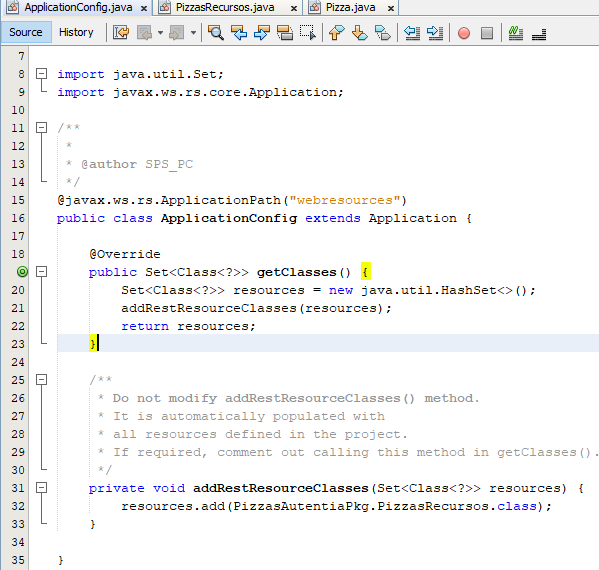 ApplicationConfig.java x PizzasRecursos.java x Pizza.java x
Source History
7
8 import java.util.Set;
9 import javax.ws.rs.core.Application;
10
11 /**
12 *
13 * @author SPS_PC
14 */
15 @javax.ws.rs.ApplicationPath("webresources")
16 public class ApplicationConfig extends Application {
17
18 @Override
public Set<Class<?>> getClasses() {
20 Set<Class<?>> resources = new java.util.HashSet<>();
21 addRestResourceClasses(resources);
22 return resources;
23 }
24
25 /**
26 * Do not modify addRestResourceClasses() method.
27 * It is automatically populated with
28 * all resources defined in the project.
29 * If required, comment out calling this method in getClasses().
30 */
31 private void addRestResourceClasses(Set<Class<?>> resources) {
32 resources.add(PizzasAutentiaPkg.PizzasRecursos.class);
33 }
34
35 }